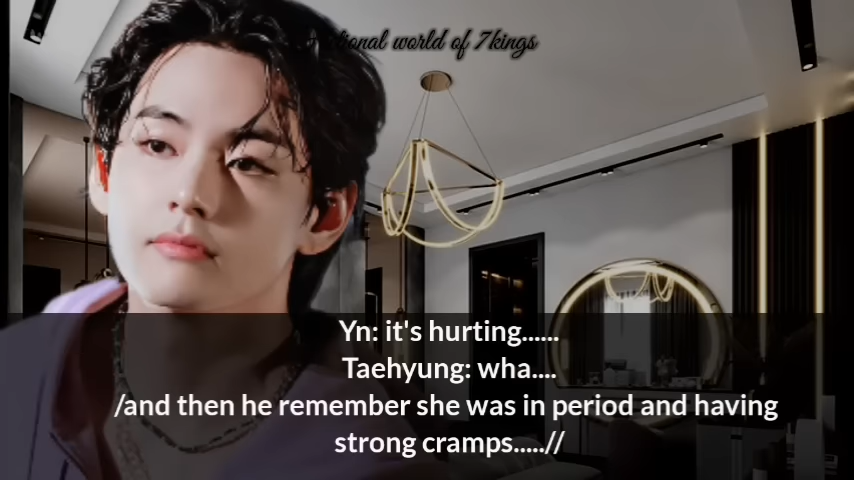 world of 7kings
Yn: it's hurting......
Taehyung: wha....
/and then he remember she was in period and having
strong cramps.....//